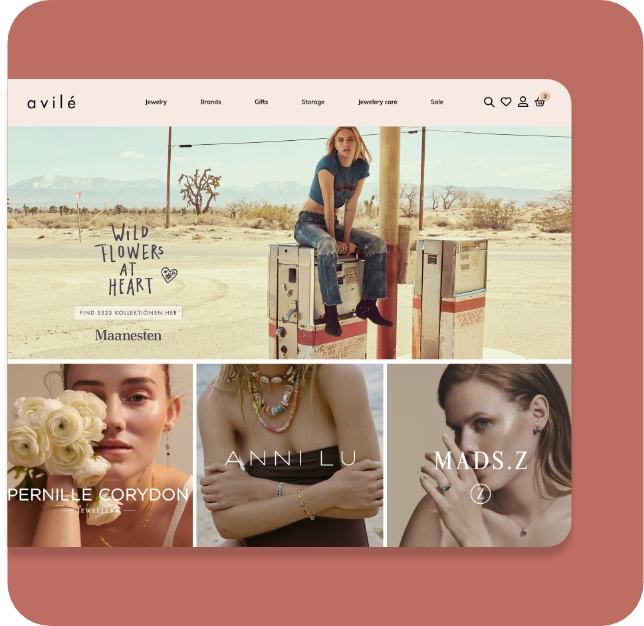 avilé
Jewelry Brands Gifts Storage Jewelery care Sale
2
WiLD
FLOWERS
AT
HEART
FIND SS23 KOLLEKTIONEN HER
Maanesten
PERNILLE CORYDON
JEWELLERY
ANNI LU
MADS.Z
Z